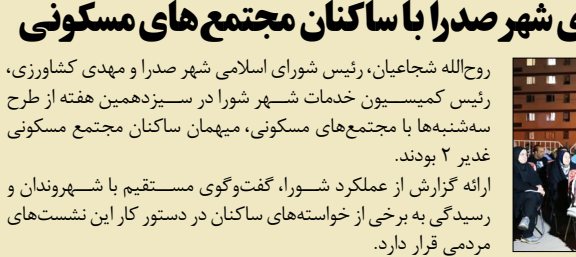 ی شهر صدرا با ساکنان مجتمع‌های مسکونی
روح‌الله شجاعیان، رئیس شورای اسلامی شهر صدرا و مهدی کشاورزی،
رئیس کمیسیون خدمات شهر شورا در سیزدهمین هفته از طرح
سه‌شنبه‌ها با مجتمع‌های مسکونی، میهمان ساکنان مجتمع مسکونی
غدیر ۲ بودند.
ارائه گزارش از عملکرد شورا، گفت‌وگوی مستقیم با شهروندان و
رسیدگی به برخی از خواسته‌های ساکنان در دستور کار این نشست‌های
مردمی قرار دارد.